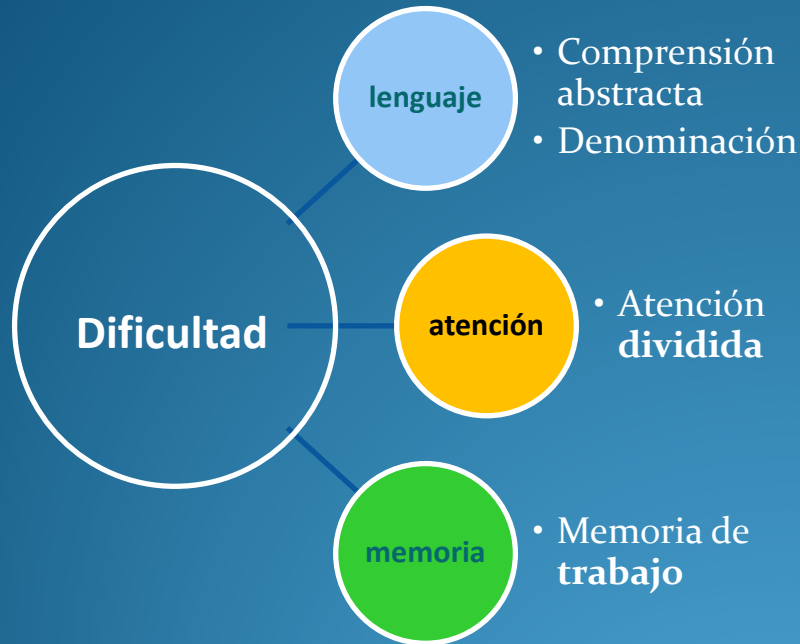 Dificultad
lenguaje
• Comprensión
abstracta
• Denominación
atención
• Atención
dividida
memoria
• Memoria de
trabajo